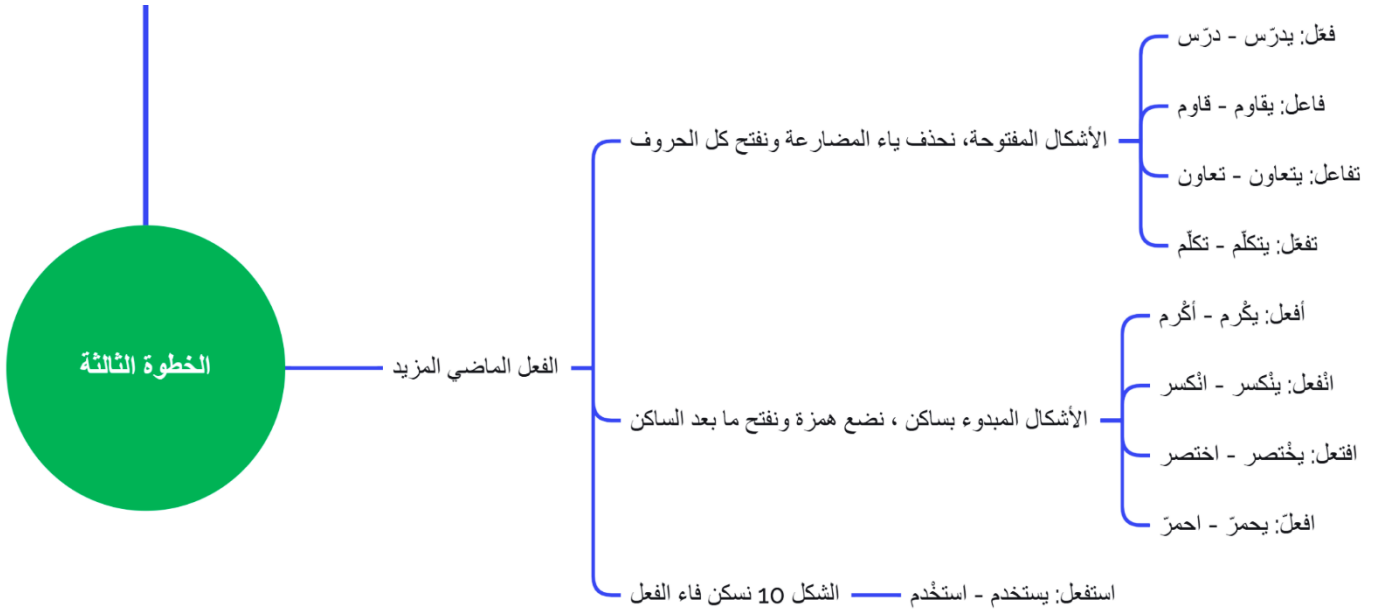 الخطوة الثالثة
الفعل الماضي المزيد
الأشكال المفتوحة، نحذف ياء المضارعة ونفتح كل الحروف
فعّل: يدرّس - درّس
فاعل: يقاوم - قاوم
تفاعل: يتعاون - تعاون
تفعّل: يتكلّم - تكلّم
الأشكال المبدوء بساكن ، نضع همزة ونفتح ما بعد الساكن
أفعل: يكْرم - أكْرم
انْفعل: ينْكسر - انْكسر
افتعل: يخْتصر - اختصر
افعلّ: يحمرّ - احمرّ
الشكل 10 نسكن فاء الفعل
استفعل: يستخدم - استخْدم